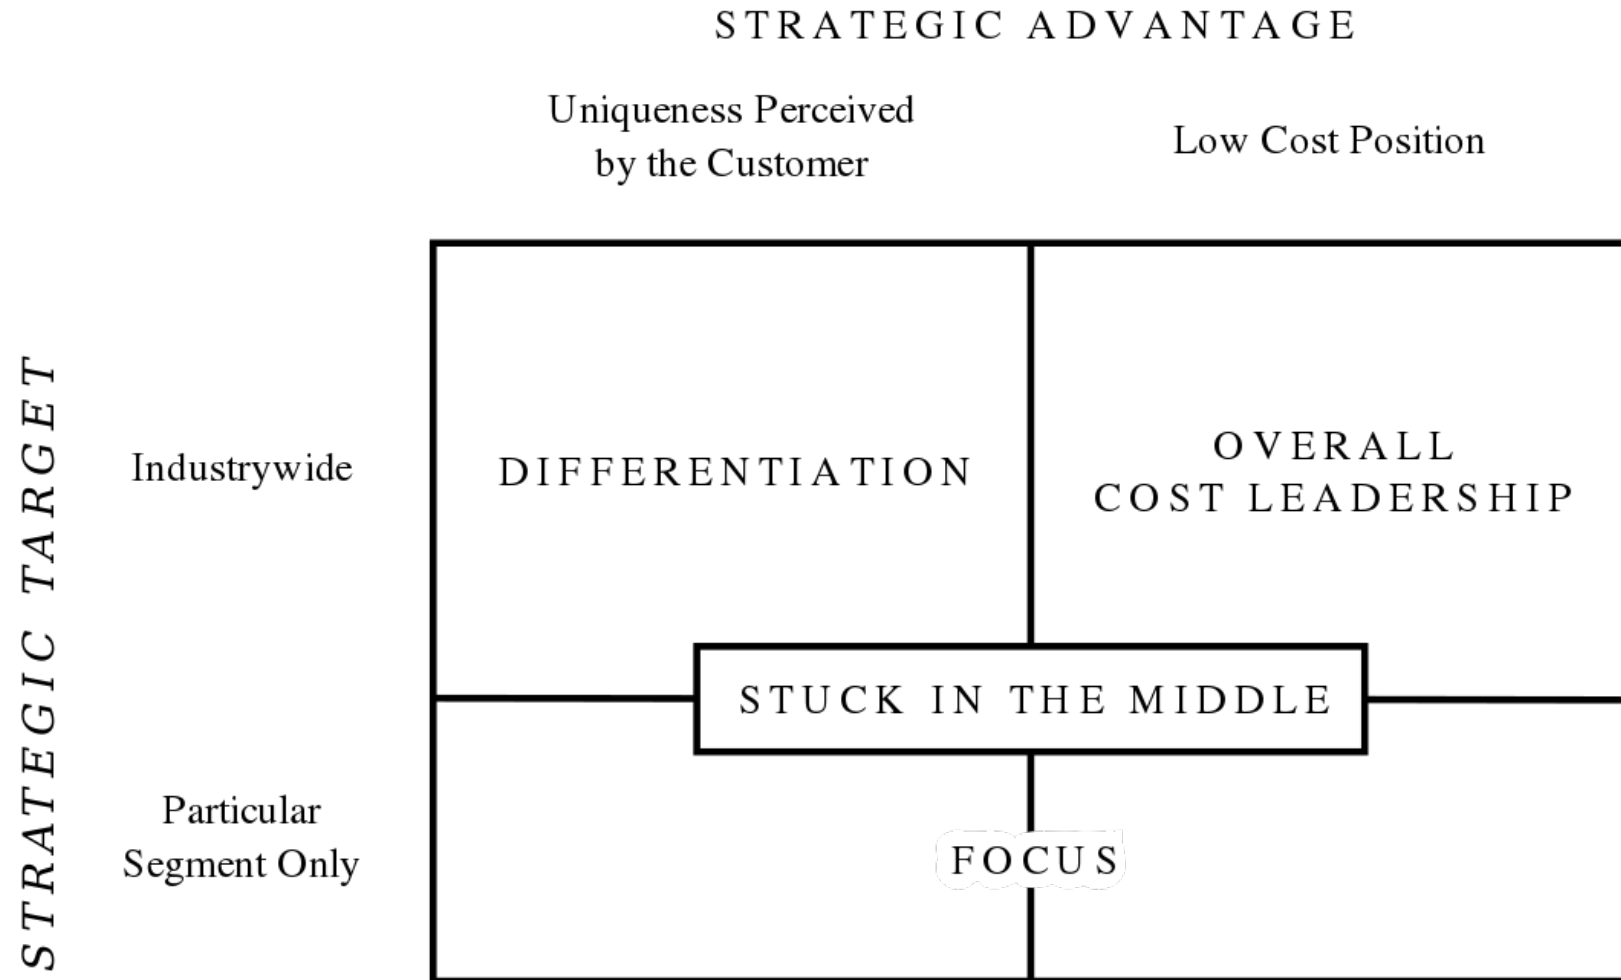 STRATEGIC ADVANTAGE
Uniqueness Perceived
by the Customer
Low Cost Position
STRATEGIC TARGET
Industrywide
DIFFERENTIATION
OVERALL
COST LEADERSHIP
STUCK IN THE MIDDLE
Particular
Segment Only
FOCUS